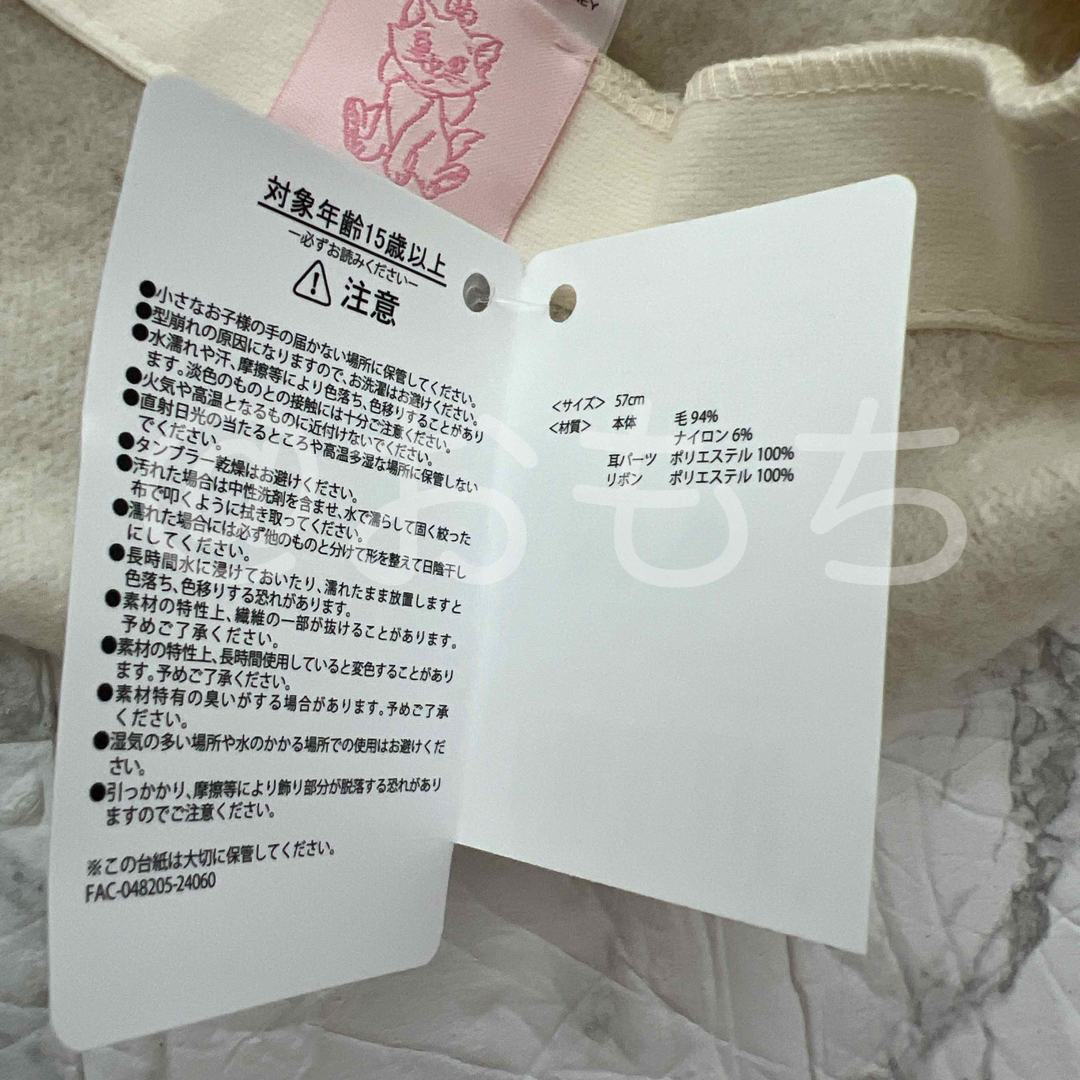 対象年齢15歳以上
ー必ずお読みくださいー
注意
●小さなお子様の手の届かない場所に保管してください。
●型崩れの原因になりますので、お洗濯はお避けください。
●水濡れや汗、摩擦等により色落ち、色移りすることがあり
ます。淡色のものとの接触には十分ご注意ください。
●火気や高温となるものに近付けないでください。
●直射日光の当たるところや高温多湿な場所に保管しない
でください。
●タンブラー乾燥はお避けください。
●汚れた場合は中性洗剤を含ませ、水で濡らして固く絞った
布で叩くように拭き取ってください。
●濡れた場合には必ず他のものと分けて形を整えて日陰干し
にしてください。
●長時間水に浸けておいたり、濡れたまま放置しますと
色落ち、色移りする恐れがあります。
●素材の特性上、繊維の一部が抜けることがあります。
予めご了承ください。
●素材の特性上、長時間使用していると変色することがあり
ます。予めご了承ください。
●素材特有の臭いがする場合があります。予めご了承
ください。
●湿気の多い場所や水のかかる場所での使用はお避けくだ
さい。
●引っかかり、摩擦等により飾り部分が脱落する恐れがあり
ますのでご注意ください。
※この台紙は大切に保管してください。
FAC-048205-24060
<サイズ> 57cm
<材質> 本体 毛 94%
ナイロン 6%
耳パーツ ポリエステル 100%
リボン ポリエステル 100%
おもち